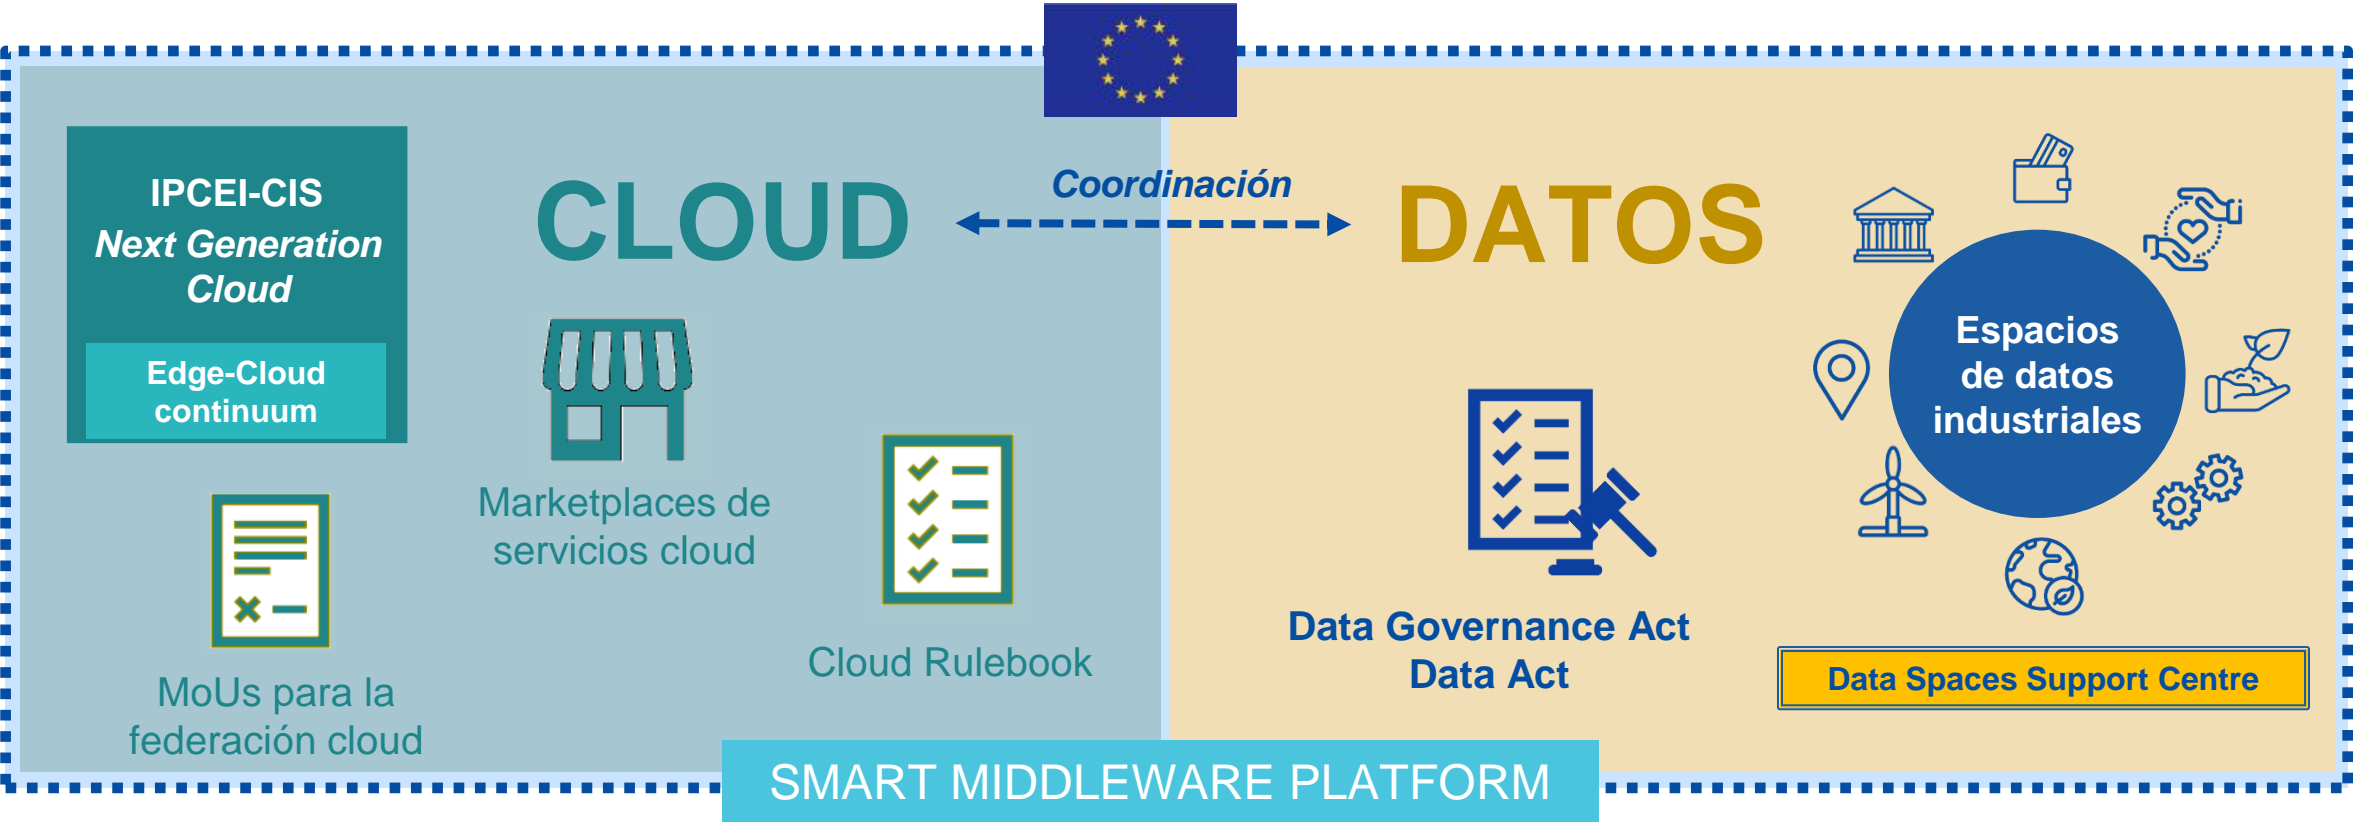 IPCEI-CIS
Next Generation
Cloud
Edge-Cloud
continuum
CLOUD
Coordinación
DATOS
Marketplaces de
servicios cloud
MoUs para la
federación cloud
Cloud Rulebook
Data Governance Act
Data Act
Espacios
de datos
industriales
Data Spaces Support Centre
SMART MIDDLEWARE PLATFORM